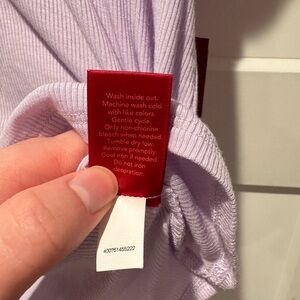 Wash inside out.
Machine wash cold
with like colors.
Gentle cycle.
Only non-chlorine
bleach when needed.
Tumble dry low.
Remove promptly.
Cool iron if needed.
Do not iron
decoration.
400751455222